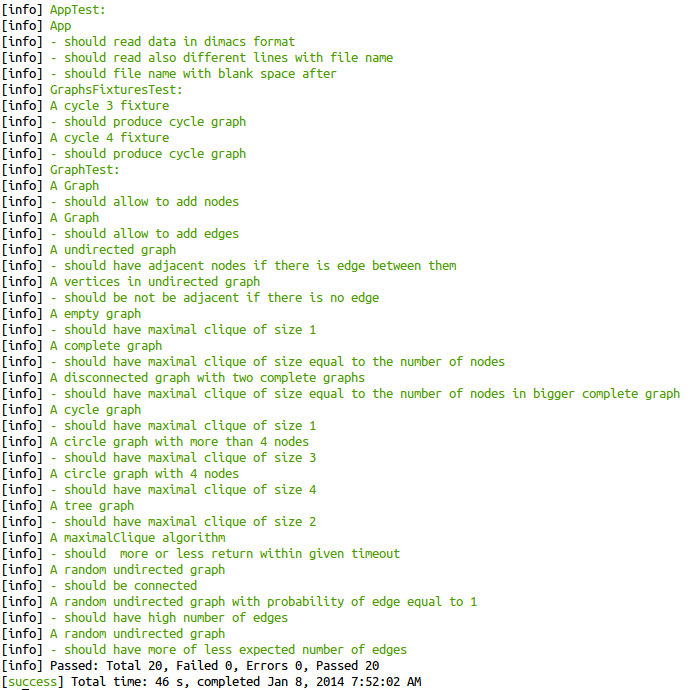 [info] AppTest:
[info] App
[info] - should read data in dimacs format
[info] - should read also different lines with file name
[info] - should file name with blank space after
[info] GraphsFixturesTest:
[info] A cycle 3 fixture
[info] - should produce cycle graph
[info] A cycle 4 fixture
[info] - should produce cycle graph
[info] GraphTest:
[info] A Graph
[info] - should allow to add nodes
[info] A Graph
[info] - should allow to add edges
[info] A undirected graph
[info] - should have adjacent nodes if there is edge between them
[info] A vertices in undirected graph
[info] - should be not be adjacent if there is no edge
[info] A empty graph
[info] - should have maximal clique of size 1
[info] A complete graph
[info] - should have maximal clique of size equal to the number of nodes
[info] A disconnected graph with two complete graphs
[info] - should have maximal clique of size equal to the number of nodes in bigger complete graph
[info] A cycle graph
[info] - should have maximal clique of size 1
[info] A circle graph with more than 4 nodes
[info] - should have maximal clique of size 3
[info] A circle graph with 4 nodes
[info] - should have maximal clique of size 4
[info] A tree graph
[info] - should have maximal clique of size 2
[info] A maximalClique algorithm
[info] - should  more or less return within given timeout
[info] A random undirected graph
[info] - should be connected
[info] A random undirected graph with probability of edge equal to 1
[info] - should have high number of edges
[info] A random undirected graph
[info] - should have more of less expected number of edges
[info] Passed: Total 20, Failed 0, Errors 0, Passed 20
[success] Total time: 46 s, completed Jan 8, 2014 7:52:02 AM